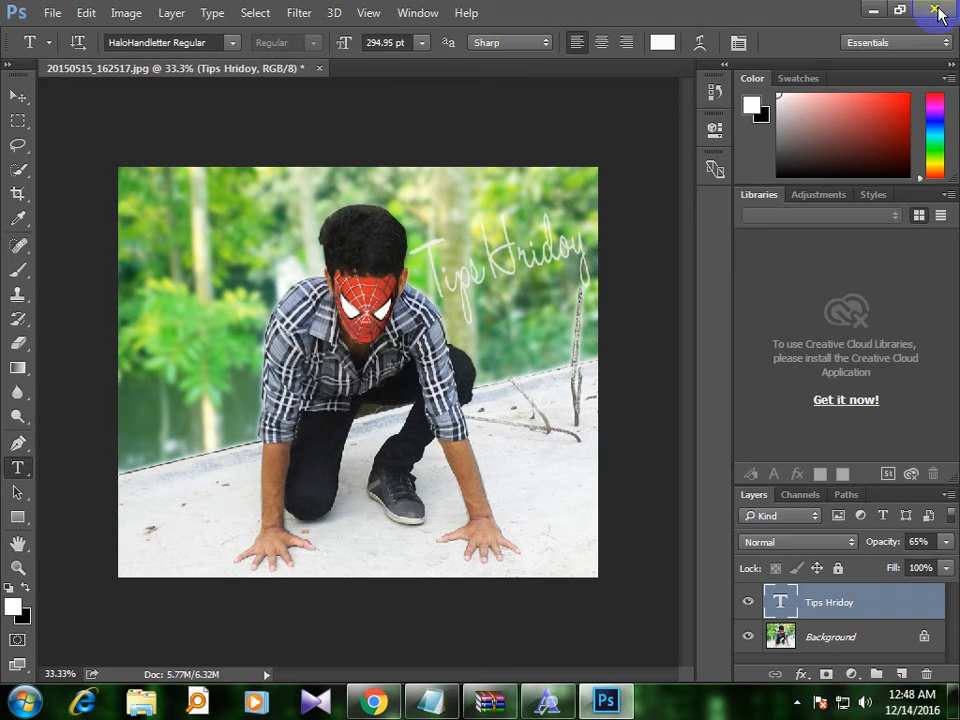 Ps File Edit Image Layer Type Select Filter 3D View Window Help
T HaloHandletter Regular Regular 294.95 pt aa Sharp Essentials
20150515_162517.jpg @ 33.3% (Tips Hridoy, RGB/8) * ×
Color Swatches
Libraries Adjustments Styles
Tips Hridoy
To use Creative Cloud Libraries,
please install the Creative Cloud
Application
Get it now!
St
Layers Channels Paths
Kind
Normal Opacity: 65%
Lock: Fill: 100%
T Tips Hridoy
Background
33.33% Doc: 5.77M/6.32M
Ps
12:48 AM
12/14/2016